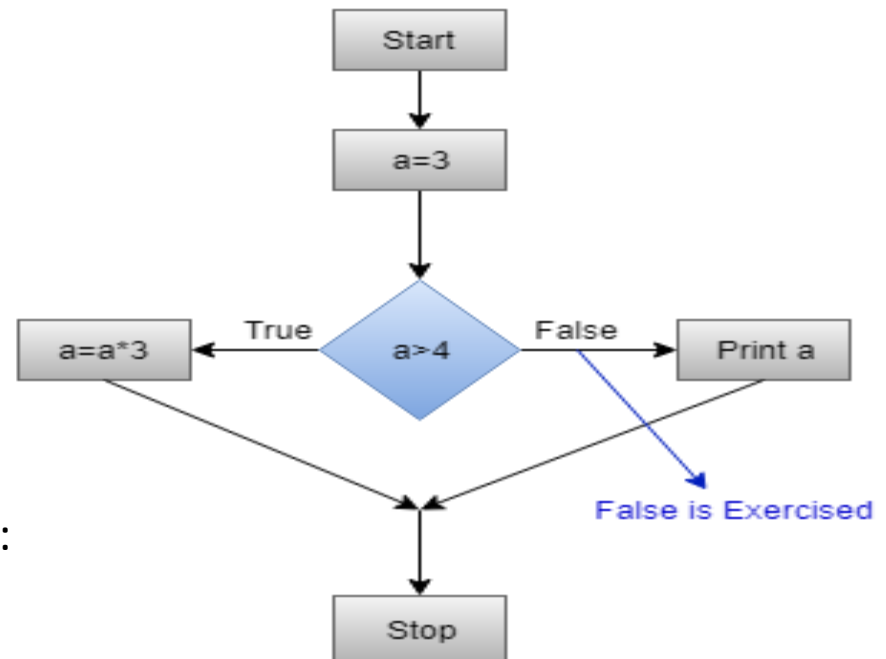 Start
a=3
True
False
a=a*3
a>4
Print a
False is Exercised
:
Stop